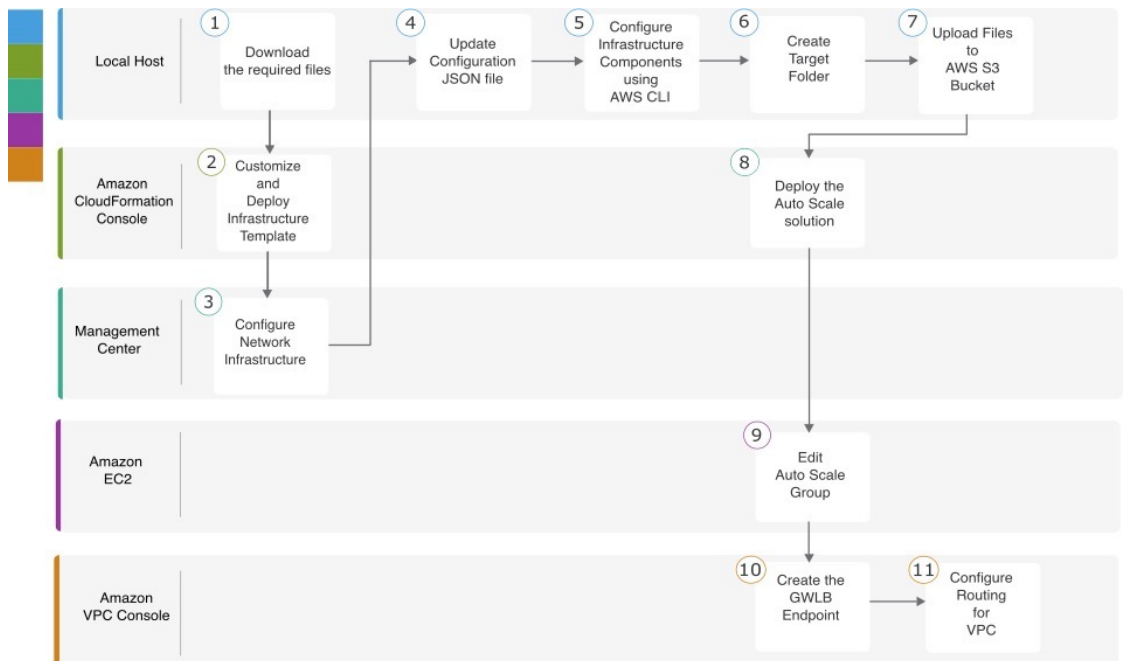 Local Host
1
Download
the required files
4
Update
Configuration
JSON file
5
Configure
Infrastructure
Components
using
AWS CLI
6
Create
Target
Folder
7
Upload Files
to
AWS S3
Bucket
Amazon
CloudFormation
Console
2
Customize
and
Deploy
Infrastructure
Template
8
Deploy the
Auto Scale
solution
Management
Center
3
Configure
Network
Infrastructure
Amazon
EC2
9
Edit
Auto Scale
Group
Amazon
VPC Console
10
Create the
GWLB
Endpoint
11
Configure
Routing
for
VPC